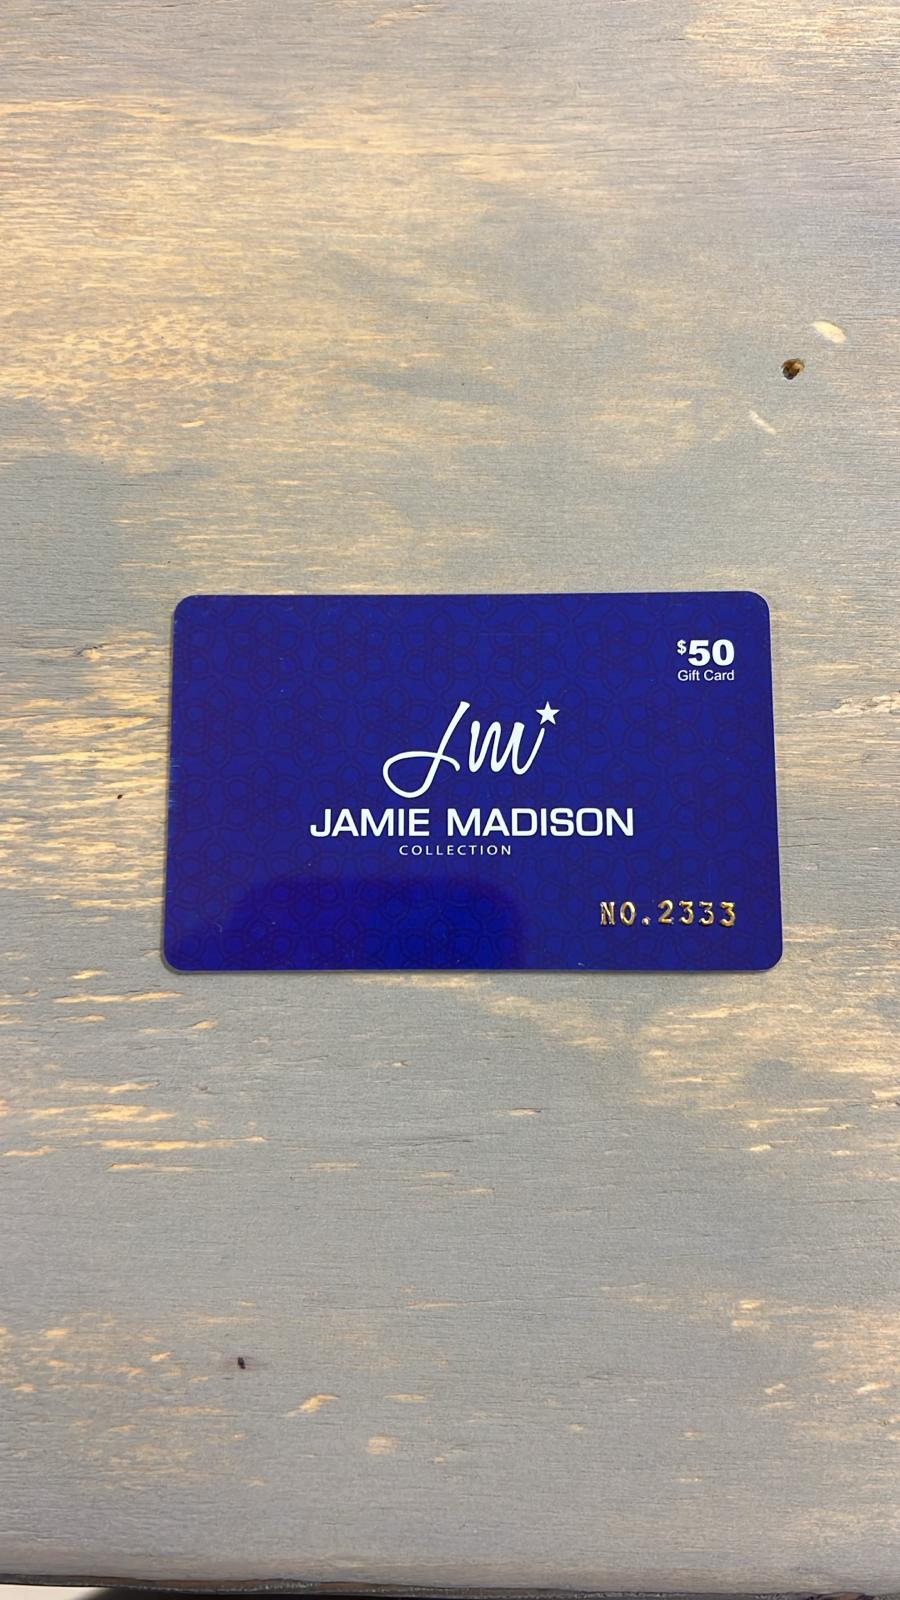 $50
Gift Card
JM
JAMIE MADISON
COLLECTION
NO.2333